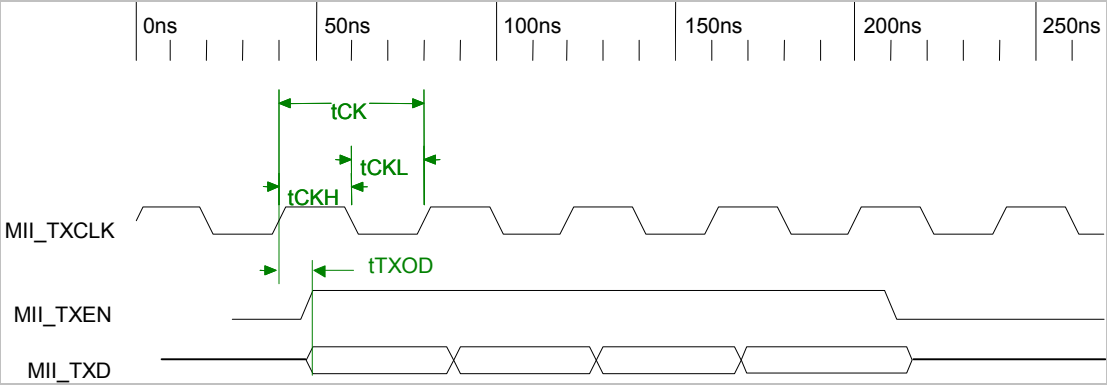 0ns 50ns 100ns 150ns 200ns 250ns
tCK
tCKL
tCKH
MII_TXCLK
tTXOD
MII_TXEN
MII_TXD